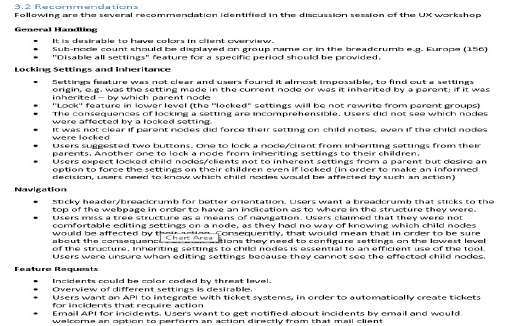 3.2 Recommendations
Following are the several recommendation identified in the discussion session of the UX workshop
General Handling
• It is desirable to have colors in client overview.
• Sub-node count should be displayed on group name or in the breadcrumb e.g. Europe (156)
• "Disable all settings" feature for a specific period should be provided.
Locking Settings and inheritance
• Settings feature was not clear and users found it almost impossible, to find out a settings
origin, e.g. was the setting made in the current node or was it inherited by a parent; if it was
inherited – by which parent node
• "Lock" feature in lower level (the "locked" settings will be not rewrite from parent groups)
• The consequences of locking a setting are incomprehensible. Users did not see which nodes
were affected by a locked setting.
• It was not clear if parent nodes did force their setting on child notes, even if the child nodes
were locked
• Users suggested two buttons. One to lock a node/client from inheriting settings from their
parents. Another one to lock a node from inheriting settings to their children.
• Users expect locked child nodes/clients not to inherent settings from a parent but desire an
option to force the settings on their children even if locked (in order to make an informed
decision, users need to know which child nodes would be affected by such an action)
Navigation
• Sticky header/breadcrumb for better orientation. Users want a breadcrumb that sticks to the
top of the webpage in order to have an indication as to where in the structure they were.
• Users miss a tree structure as a means of navigation. Users claimed that they were not
comfortable editing settings on a node, as they had no way of knowing which child nodes
would be affected by their action. Consequently, that would mean that in order to be sure
about the consequenc Chart Area tions they need to configure settings on the lowest level
of the structure. Inheriting settings to child nodes is essential to an efficient use of the tool.
Users were unsure when editing settings because they cannot see the effected child nodes.
Feature Requests
• Incidents could be color coded by threat level.
• Overview of different settings is desirable.
• Users want an API to integrate with ticket systems, in order to automatically create tickets
for incidents that require action
• Email API for incidents. Users want to get notified about incidents by email and would
welcome an option to perform an action directly from that mail client